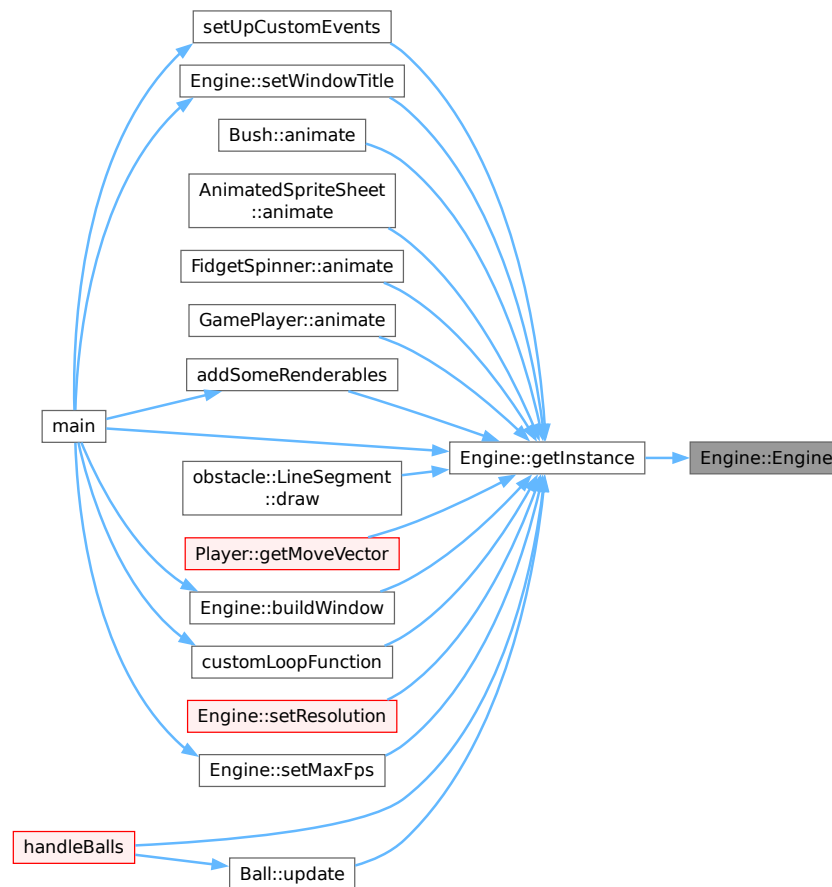 setUpCustomEvents
Engine::setWindowTitle
Bush::animate
AnimatedSpriteSheet
::animate
FidgetSpinner::animate
GamePlayer::animate
addSomeRenderables
main
Engine::getInstance
Engine::Engine
obstacle::LineSegment
::draw
Player::getMoveVector
Engine::buildWindow
customLoopFunction
Engine::setResolution
Engine::setMaxFps
handleBalls
Ball::update